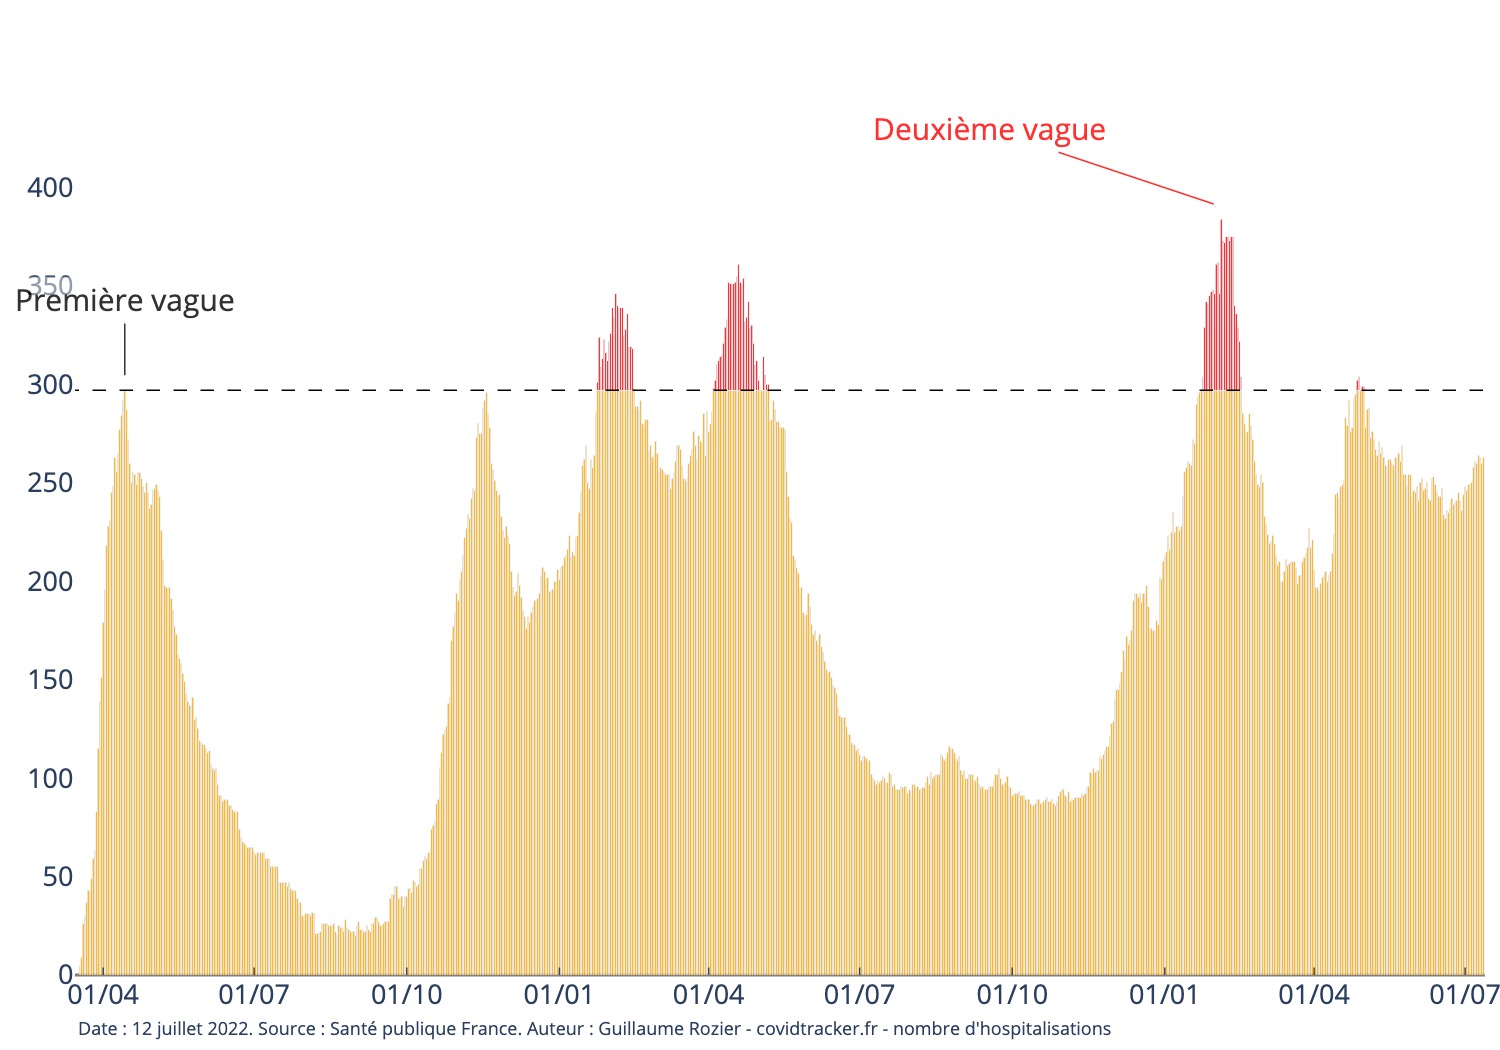 Deuxième vague
400
350
Première vague
300
250
200
150
100
50
0
01/04 01/07 01/10 01/01 01/04 01/07 01/10 01/01 01/04 01/07
Date : 12 juillet 2022. Source : Santé publique France. Auteur : Guillaume Rozier - covidtracker.fr - nombre d'hospitalisations